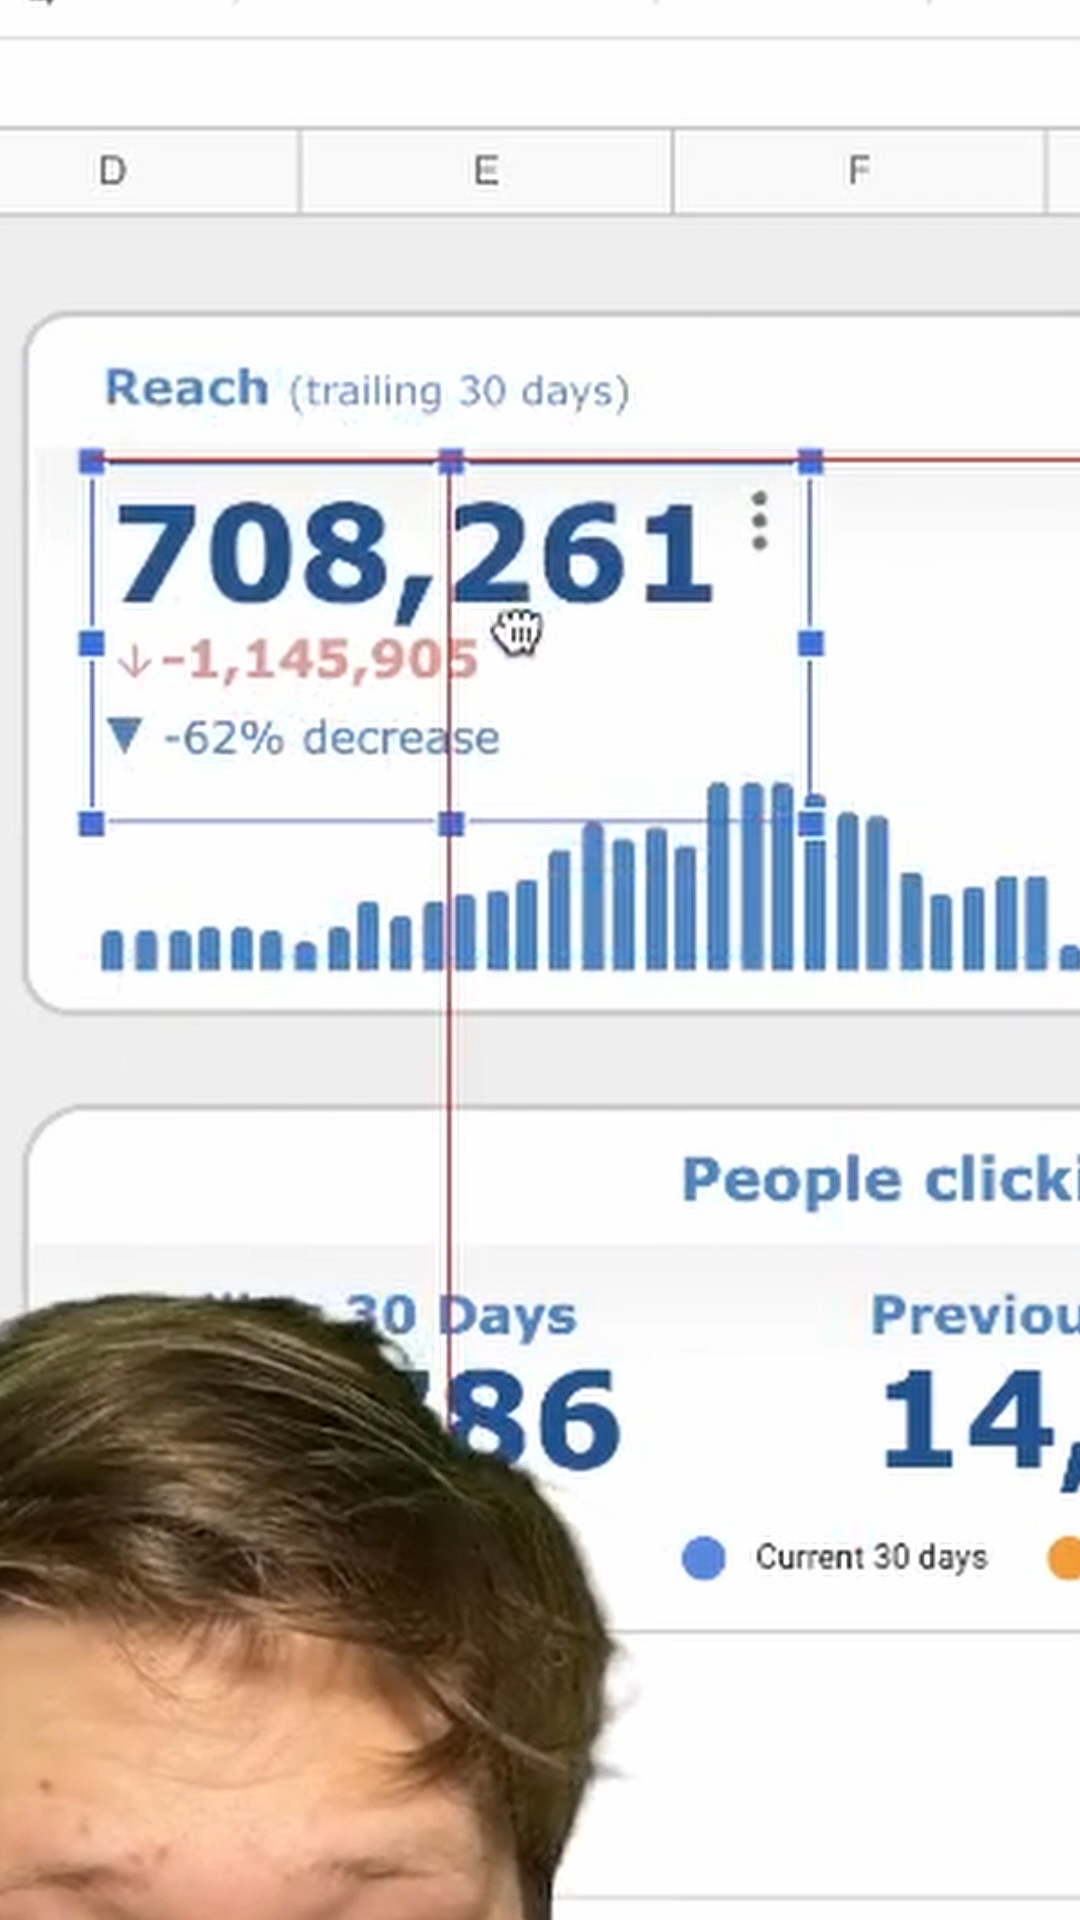 D E F
Reach (trailing 30 days)
708,261
↓-1,145,905
▼ -62% decrease
People
30 Days Previou
86 14,
Current 30 days